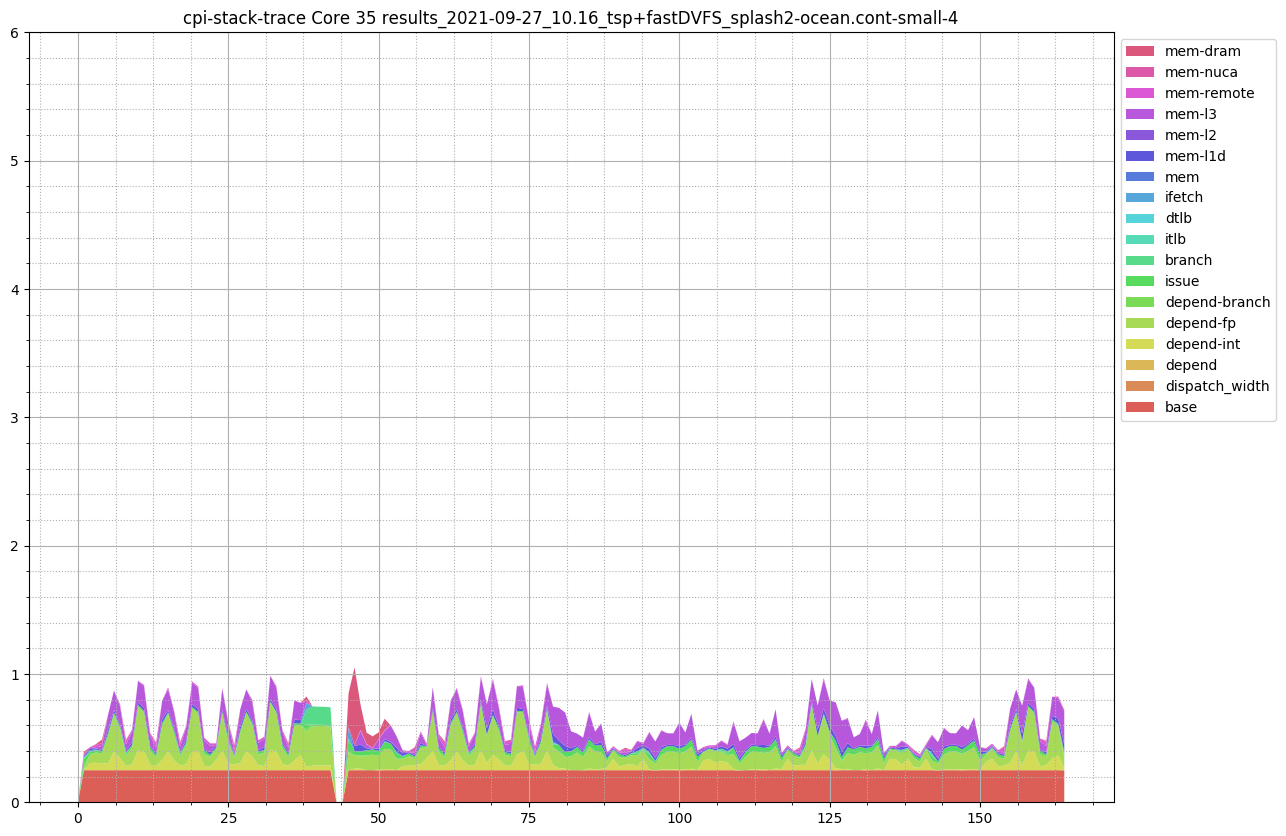 cpi-stack-trace Core 35 results_2021-09-27_10.16_tsp+fastDVFS_splash2-ocean.cont-small-4
6
5
4
3
2
1
0
0 25 50 75 100 125 150
mem-dram
mem-nuca
mem-remote
mem-l3
mem-l2
mem-l1d
mem
ifetch
dtlb
itlb
branch
issue
depend-branch
depend-fp
depend-int
depend
dispatch_width
base